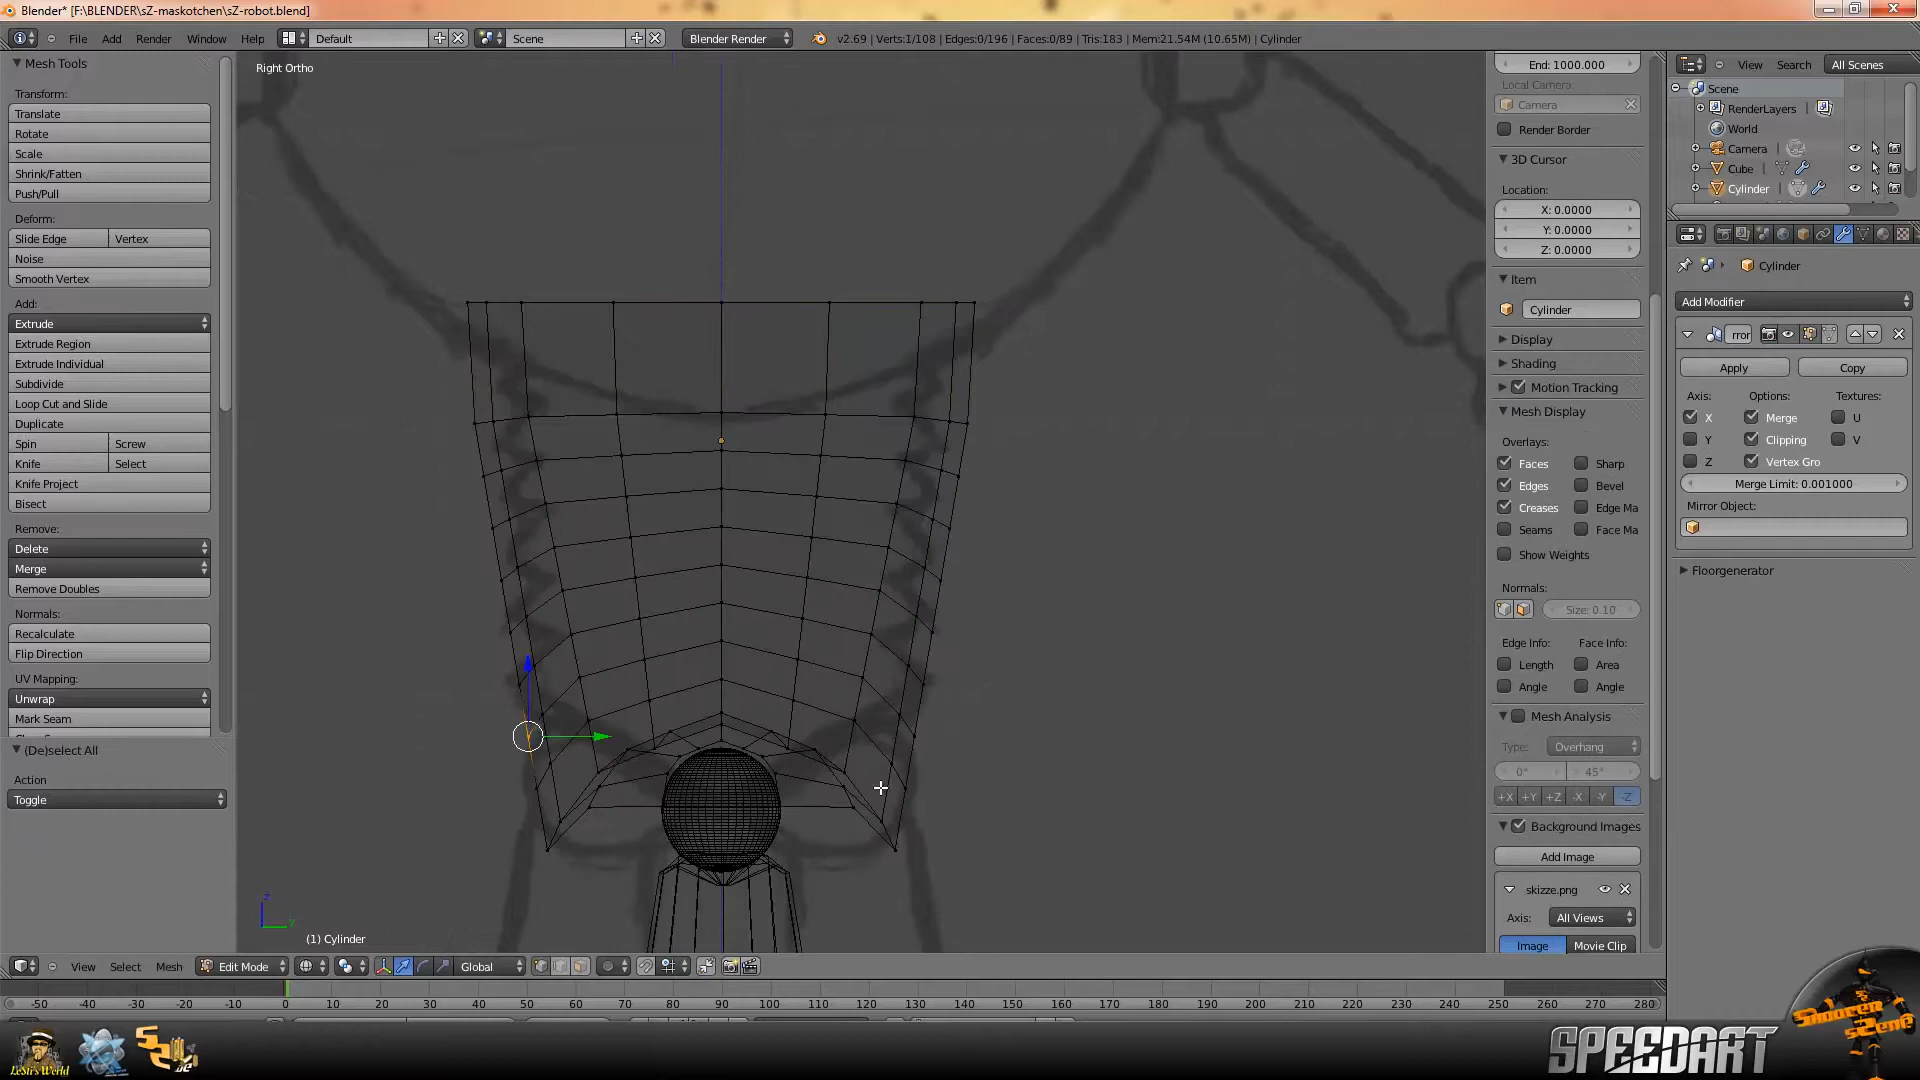 Blender* [F:\BLENDER\sZ-maskotchen\sZ-robot.blend]
File Add Render Window Help Default Scene Blender Render v2.69 | Verts:1/108 | Edges:0/196 | Faces:0/89 | Tris:183 | Mem:21.54M (10.65M) | Cylinder
View Search All Scenes
Mesh Tools
Transform:
Translate
Rotate
Scale
Shrink/Fatten
Push/Pull
Deform:
Slide Edge Vertex
Noise
Smooth Vertex
Add:
Extrude
Extrude Region
Extrude Individual
Subdivide
Loop Cut and Slide
Duplicate
Spin Screw
Knife Select
Knife Project
Bisect
Remove:
Delete
Merge
Remove Doubles
Normals:
Recalculate
Flip Direction
UV Mapping:
Unwrap
Mark Seam
(De)select All
Action
Toggle
Right Ortho
z
y
(1) Cylinder
End: 1000.000
Local Camera:
Camera
Render Border
3D Cursor
Location:
X: 0.0000
Y: 0.0000
Z: 0.0000
Item
Cylinder
Display
Shading
Motion Tracking
Mesh Display
Overlays:
Faces Sharp
Edges Bevel
Creases Edge Ma
Seams Face Ma
Show Weights
Normals:
Size: 0.10
Edge Info: Face Info:
Length Area
Angle Angle
Mesh Analysis
Type: Overhang
0° 45°
+X +Y +Z -X -Y -Z
Background Images
Add Image
skizze.png
Axis: All Views
Image Movie Clip
Scene
RenderLayers
World
Camera
Cube
Cylinder
Cylinder
Add Modifier
rror
Apply Copy
Axis: Options: Textures:
X Merge U
Y Clipping V
Z Vertex Gro
Merge Limit: 0.001000
Mirror Object:
Floorgenerator
View Select Mesh Edit Mode Global
-50 -40 -30 -20 -10 0 10 20 30 40 50 60 70 80 90 100 110 120 130 140 150 160 170 180 190 200 210 220 230 240 250 260 270 280
LeSti's World
SPEEDART